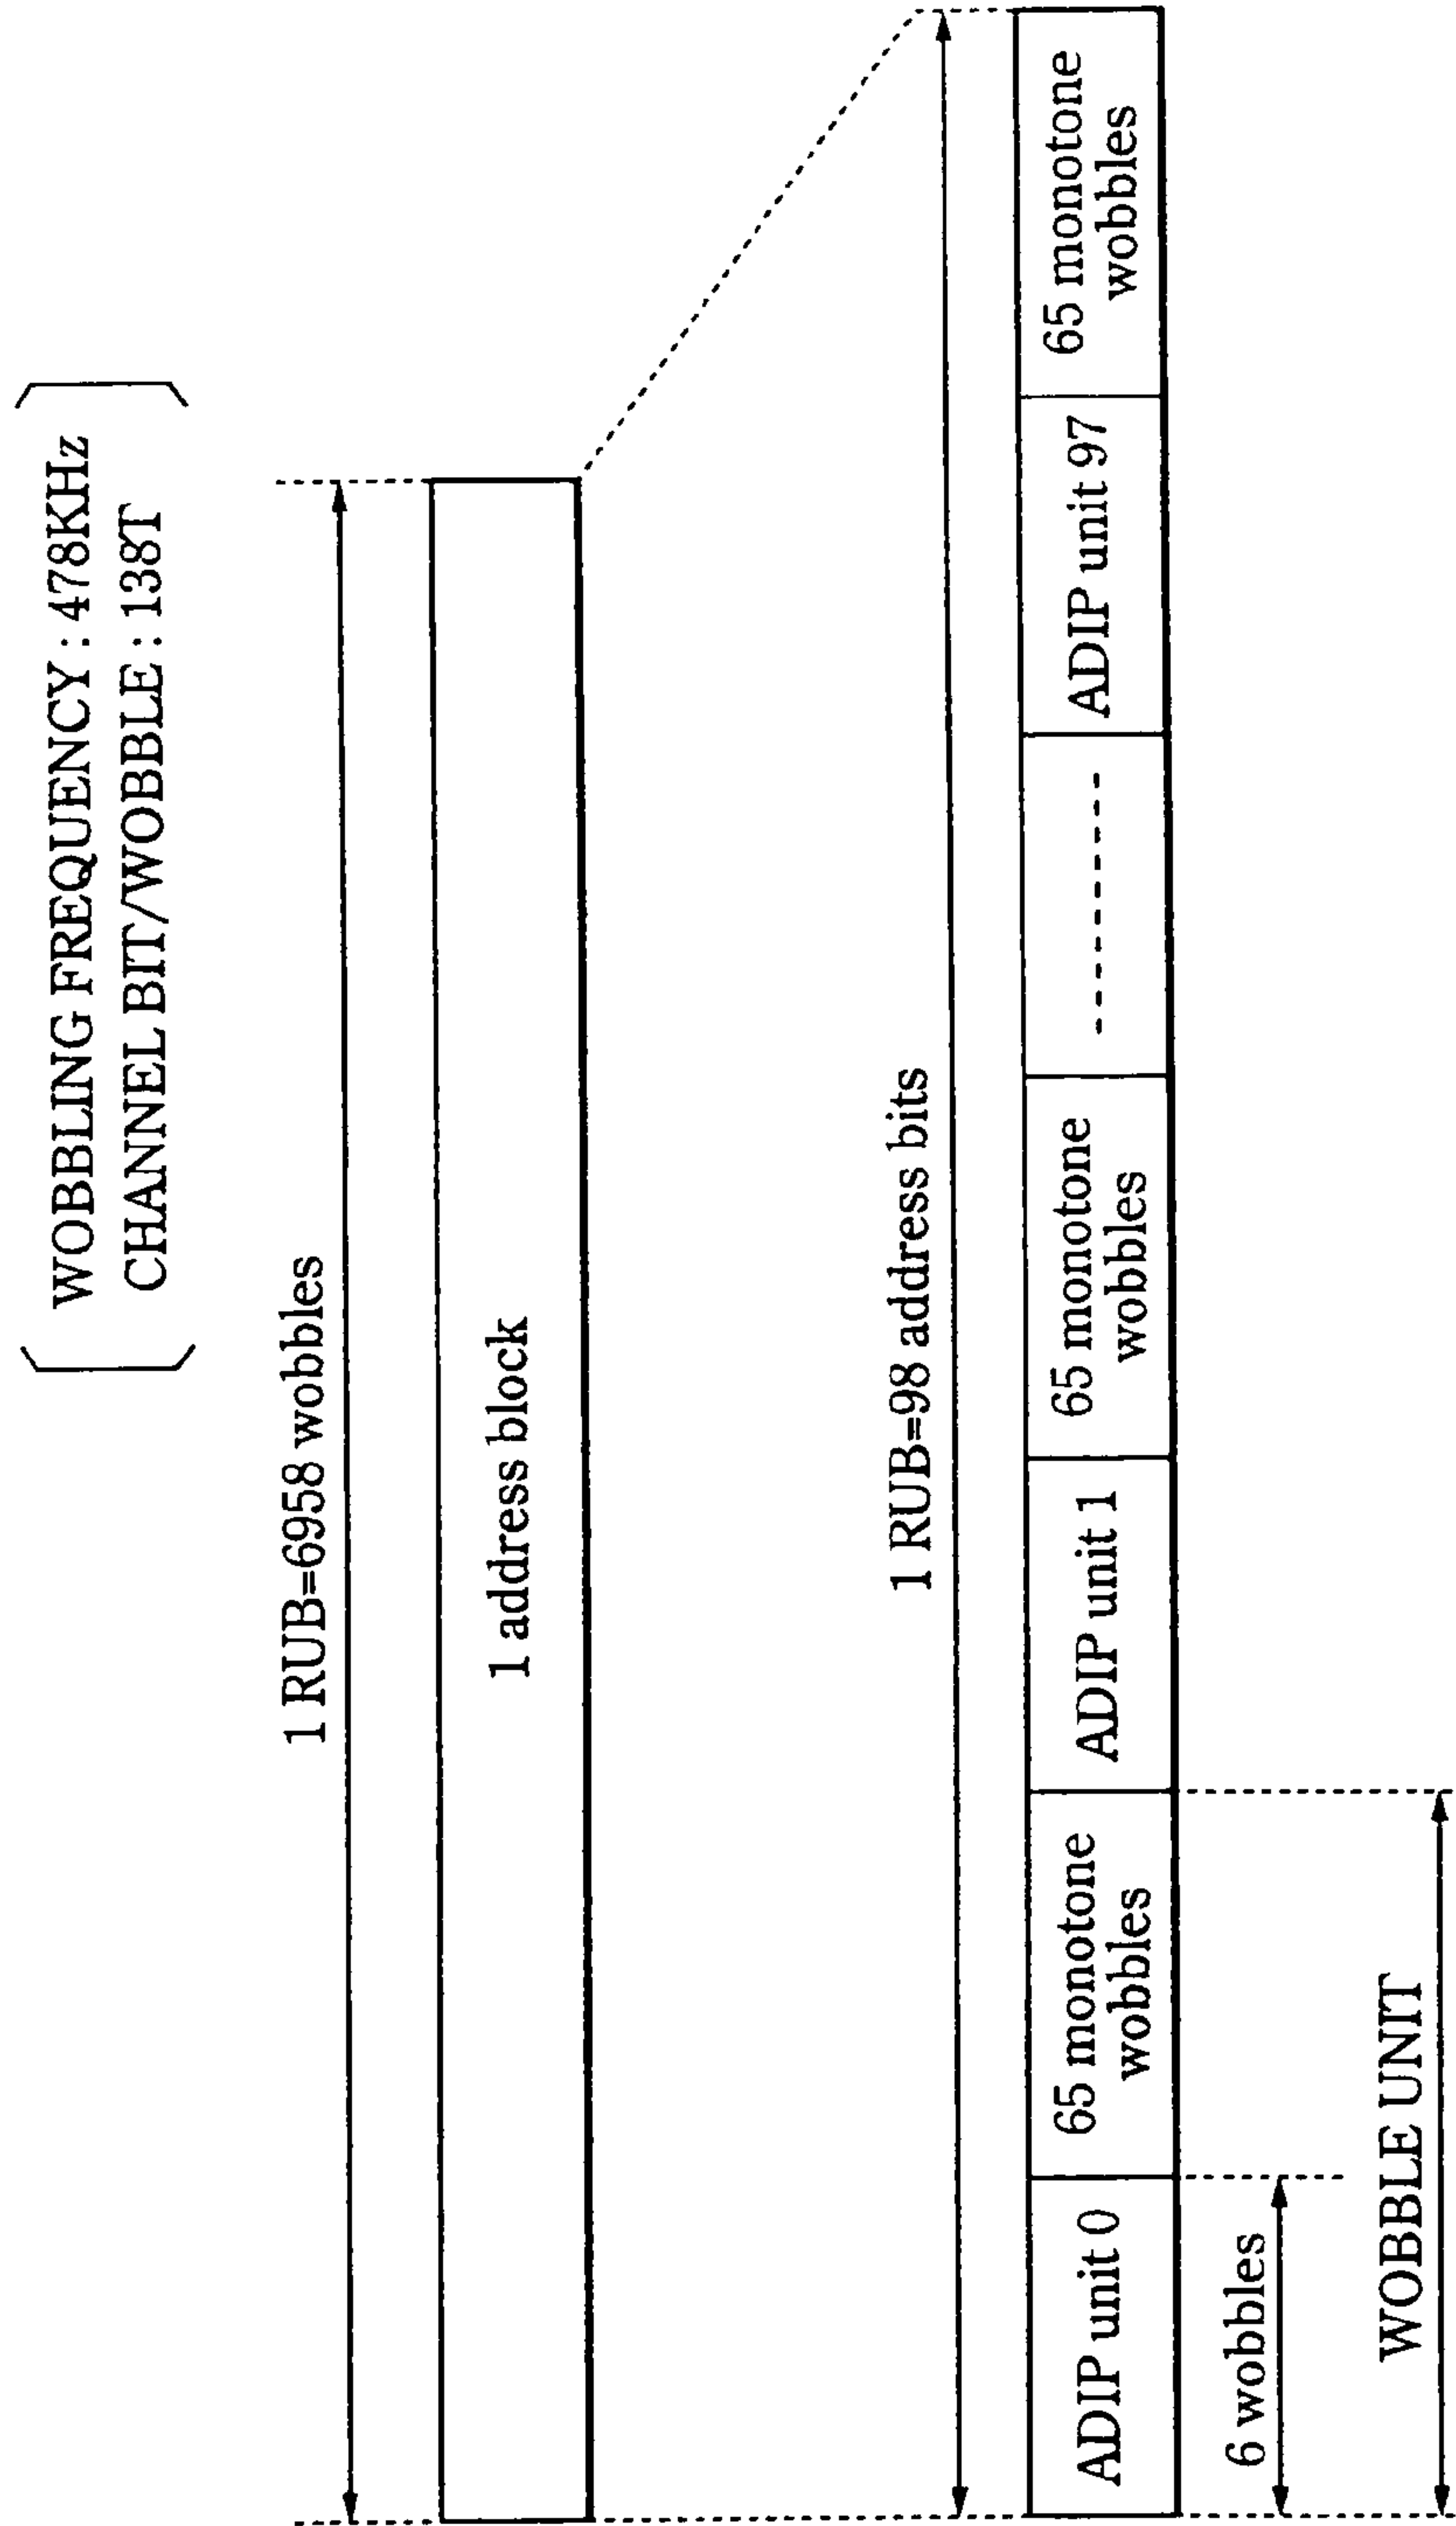 WOBBLING FREQUENCY : 478KHz
CHANNEL BIT/WOBBLE : 138T
1 RUB=6958 wobbles
1 address block
1 RUB=98 address bits
ADIP unit 0
65 monotone
wobbles
ADIP unit 1
65 monotone
wobbles
ADIP unit 97
65 monotone
wobbles
6 wobbles
WOBBLE UNIT